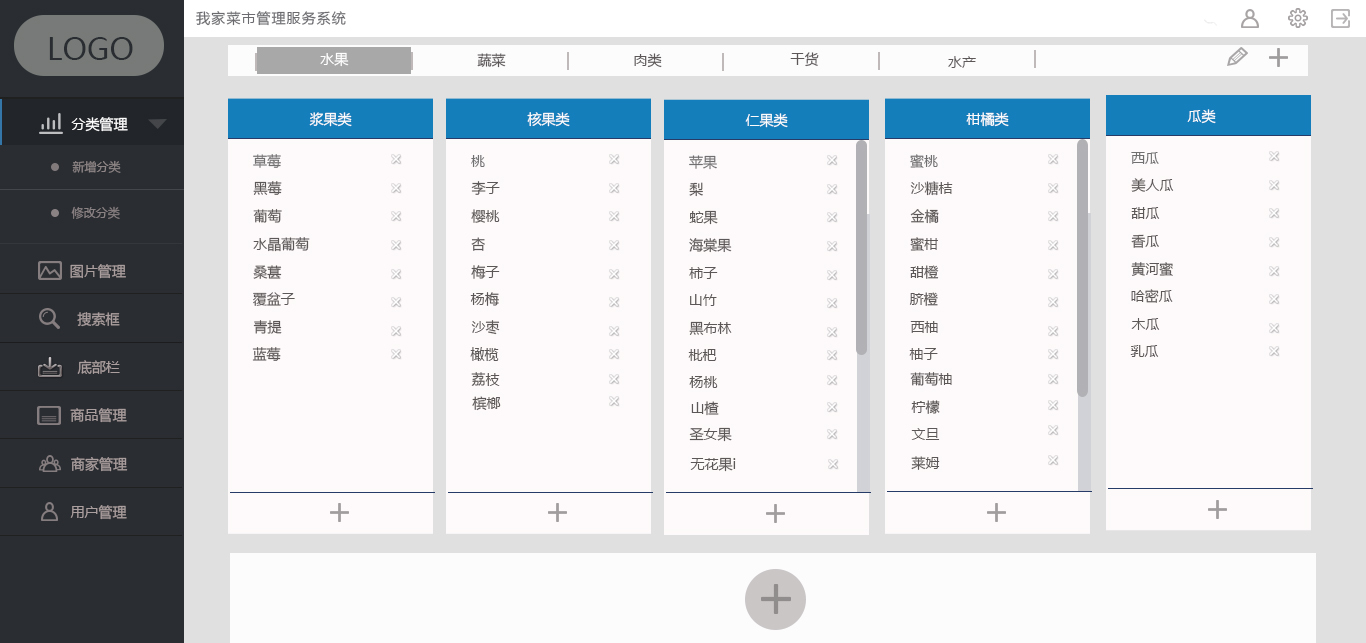 LOGO
我家菜市管理服务系统
分类管理
新增分类
修改分类
图片管理
搜索框
底部栏
商品管理
商家管理
用户管理
水果
蔬菜
肉类
干货
水产
浆果类
草莓
黑莓
葡萄
水晶葡萄
桑葚
覆盆子
青提
蓝莓
核果类
桃
李子
樱桃
杏
梅子
杨梅
沙枣
橄榄
荔枝
槟榔
仁果类
苹果
梨
蛇果
海棠果
柿子
山竹
黑布林
枇杷
杨桃
山楂
圣女果
无花果i
柑橘类
蜜桃
沙糖桔
金橘
蜜柑
甜橙
脐橙
西柚
柚子
葡萄柚
柠檬
文旦
莱姆
瓜类
西瓜
美人瓜
甜瓜
香瓜
黄河蜜
哈密瓜
木瓜
乳瓜